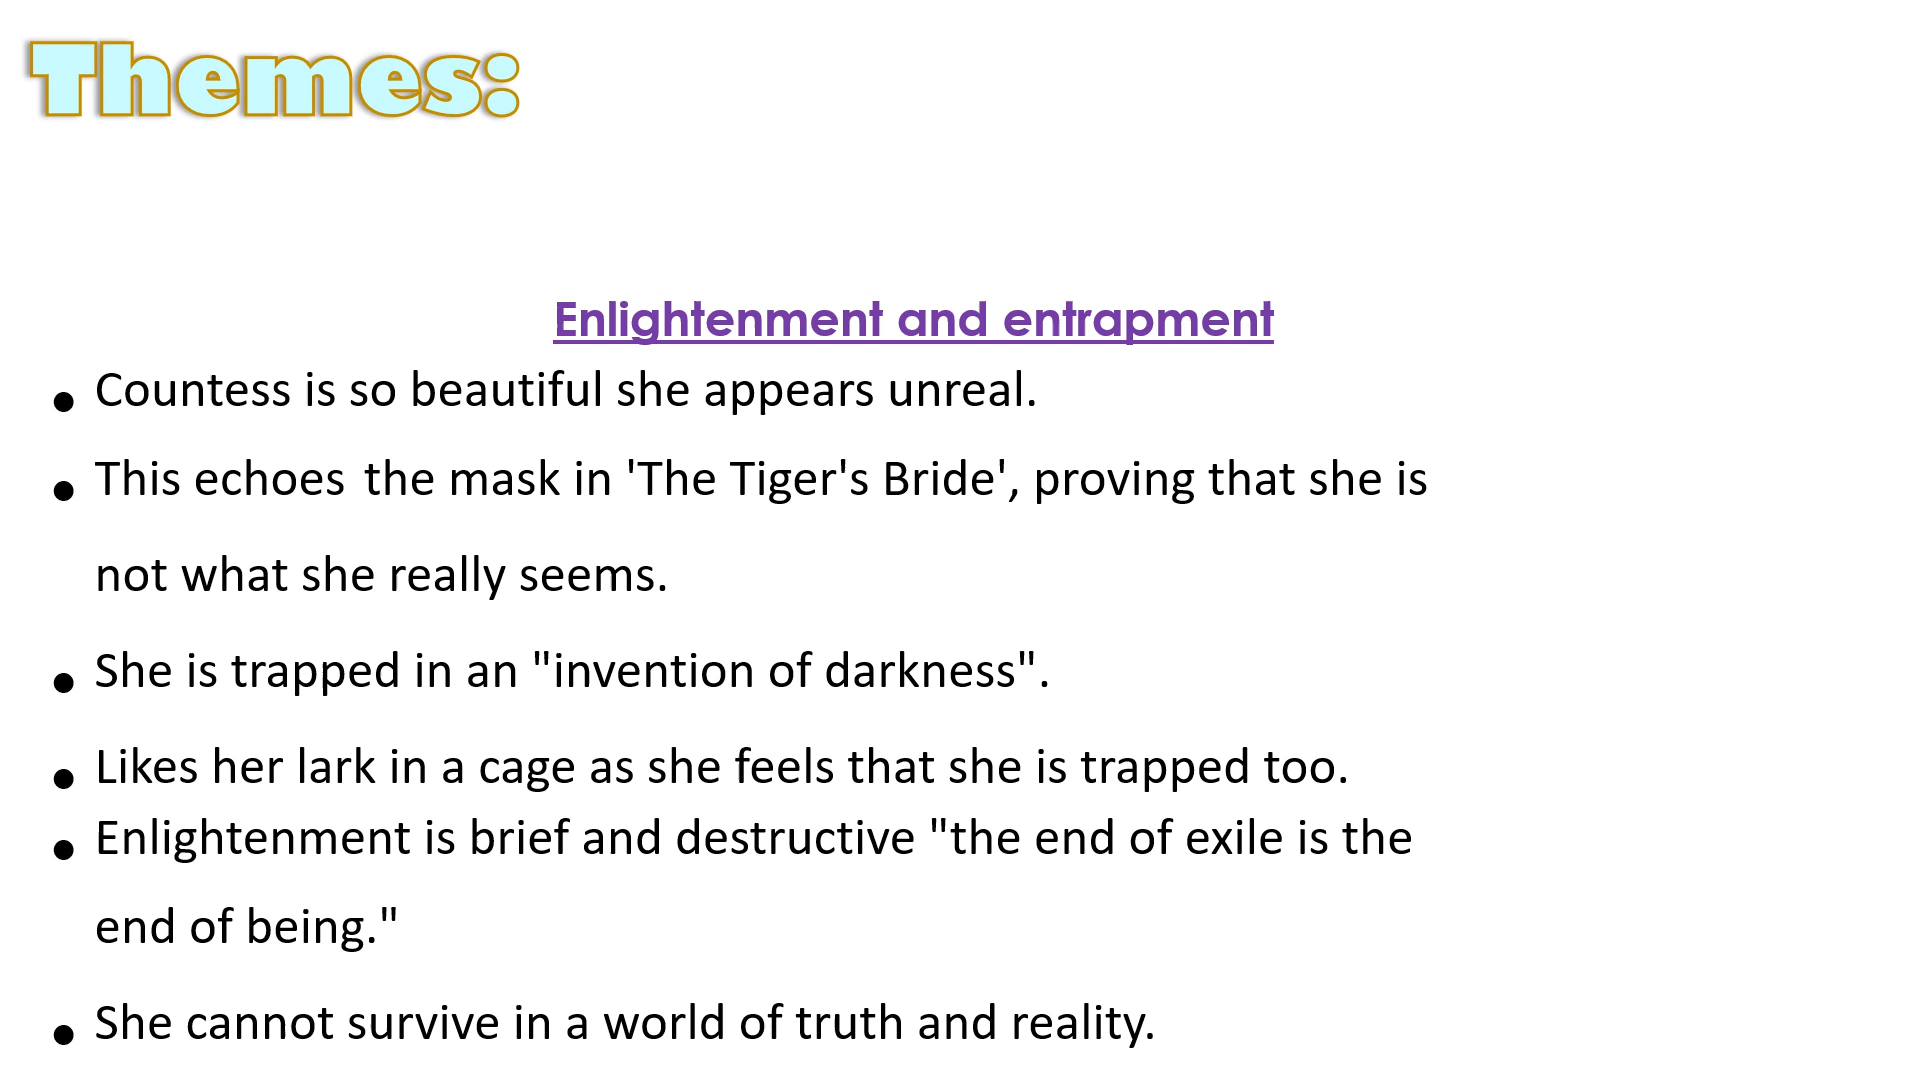 Themes:
Enlightenment and entrapment
• Countess is so beautiful she appears unreal.
• This echoes the mask in 'The Tiger's Bride', proving that she is
not what she really seems.
• She is trapped in an "invention of darkness".
• Likes her lark in a cage as she feels that she is trapped too.
• Enlightenment is brief and destructive "the end of exile is the
end of being."
• She cannot survive in a world of truth and reality.